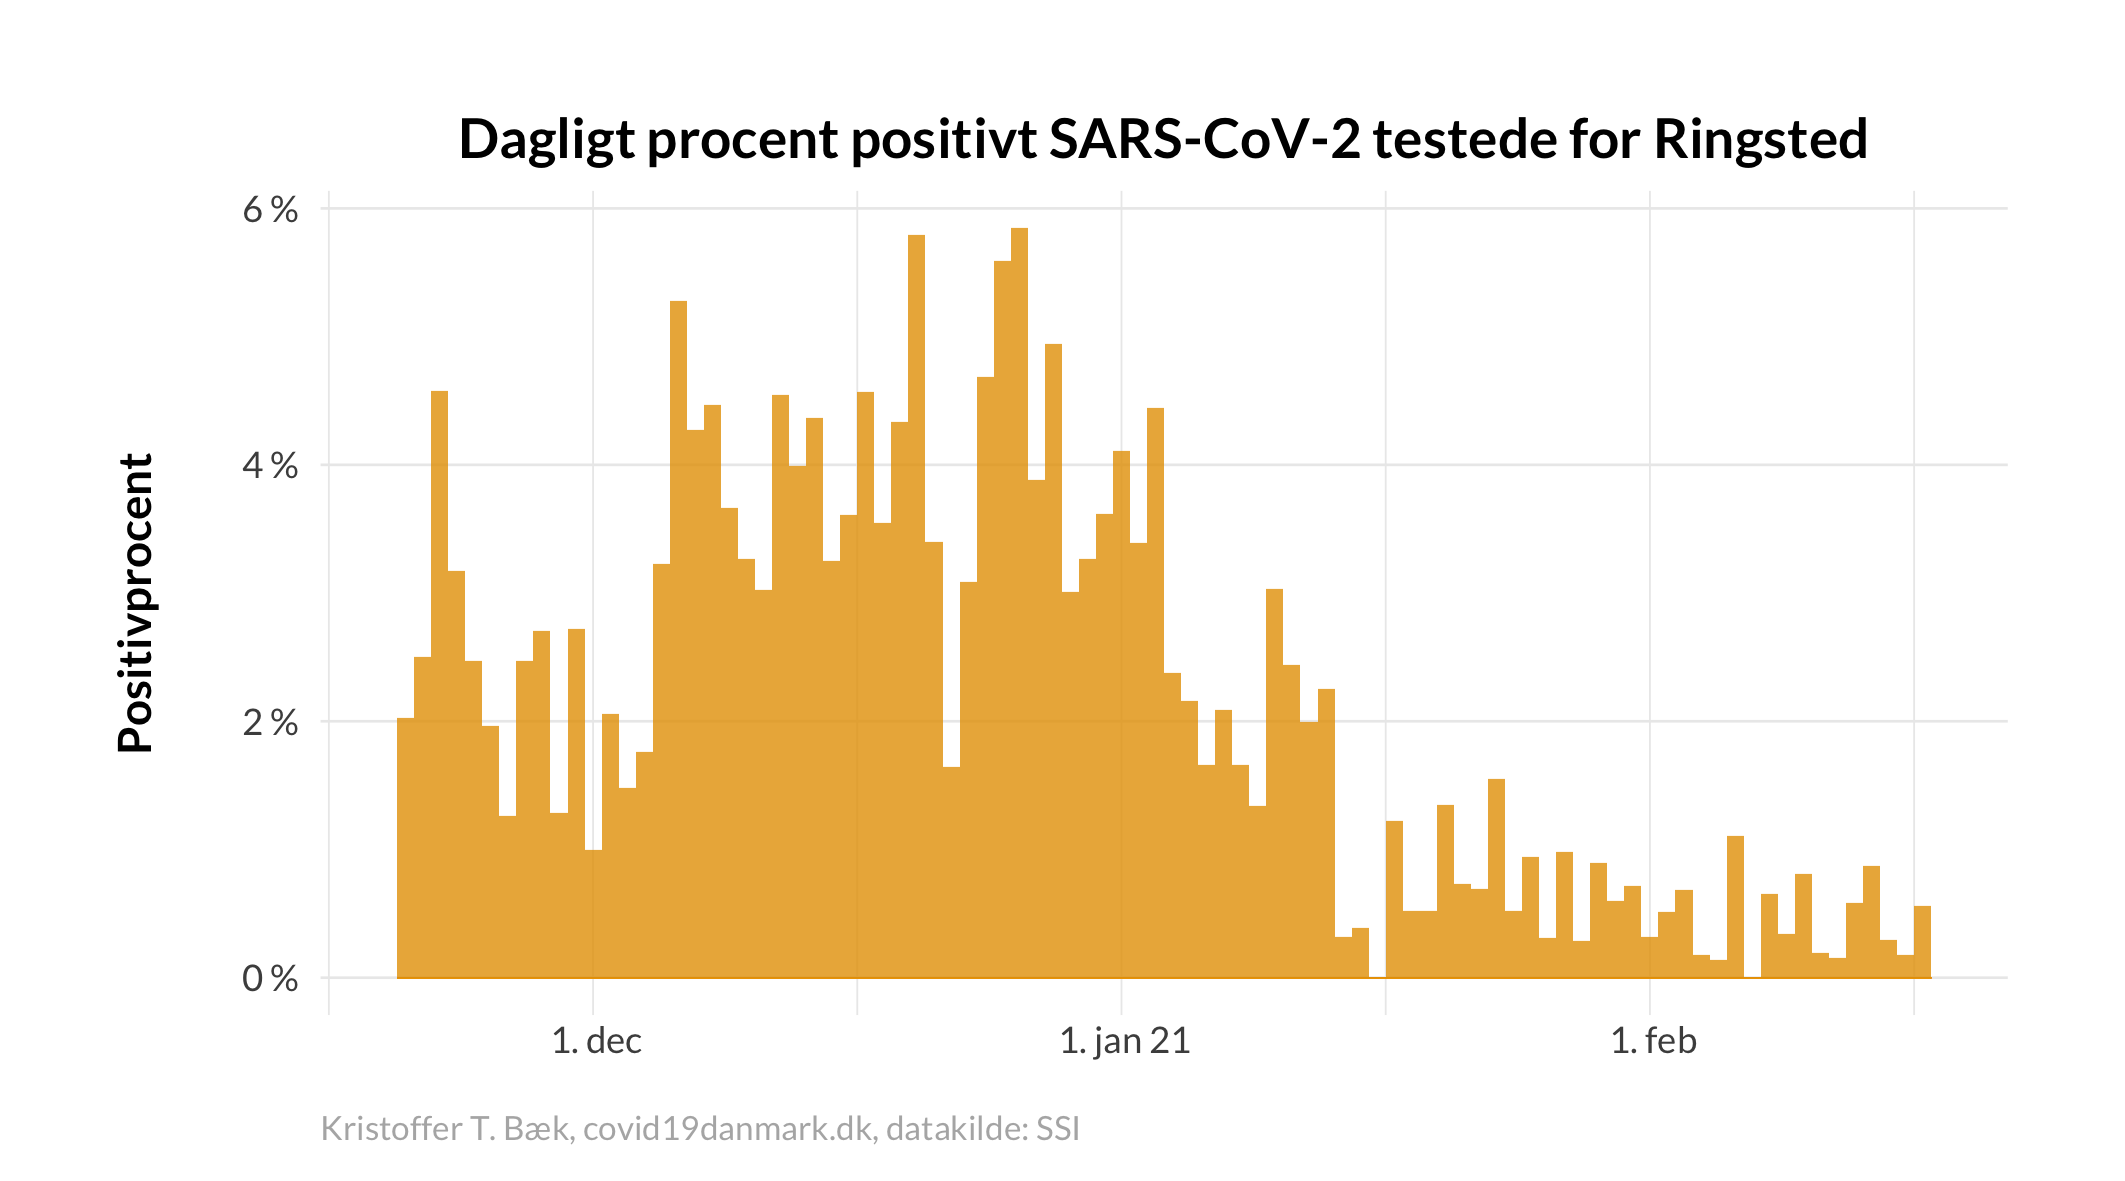 Dagligt procent positivt SARS-CoV-2 testede for Ringsted
Positivprocent
6 %
4 %
2 %
0 %
1. dec
1. jan 21
1. feb
Kristoffer T. Bæk, covid19danmark.dk, datakilde: SSI